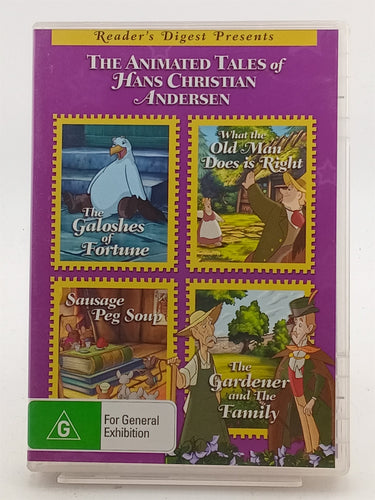 Reader's Digest Presents
THE ANIMATED TALES of
HANS CHRISTIAN
ANDERSEN
The
Galoshes
of
Fortune
What the
Old Man
Does is Right
Sausage
Peg Soup
The
Gardener
and The
Family
G
For General
Exhibition